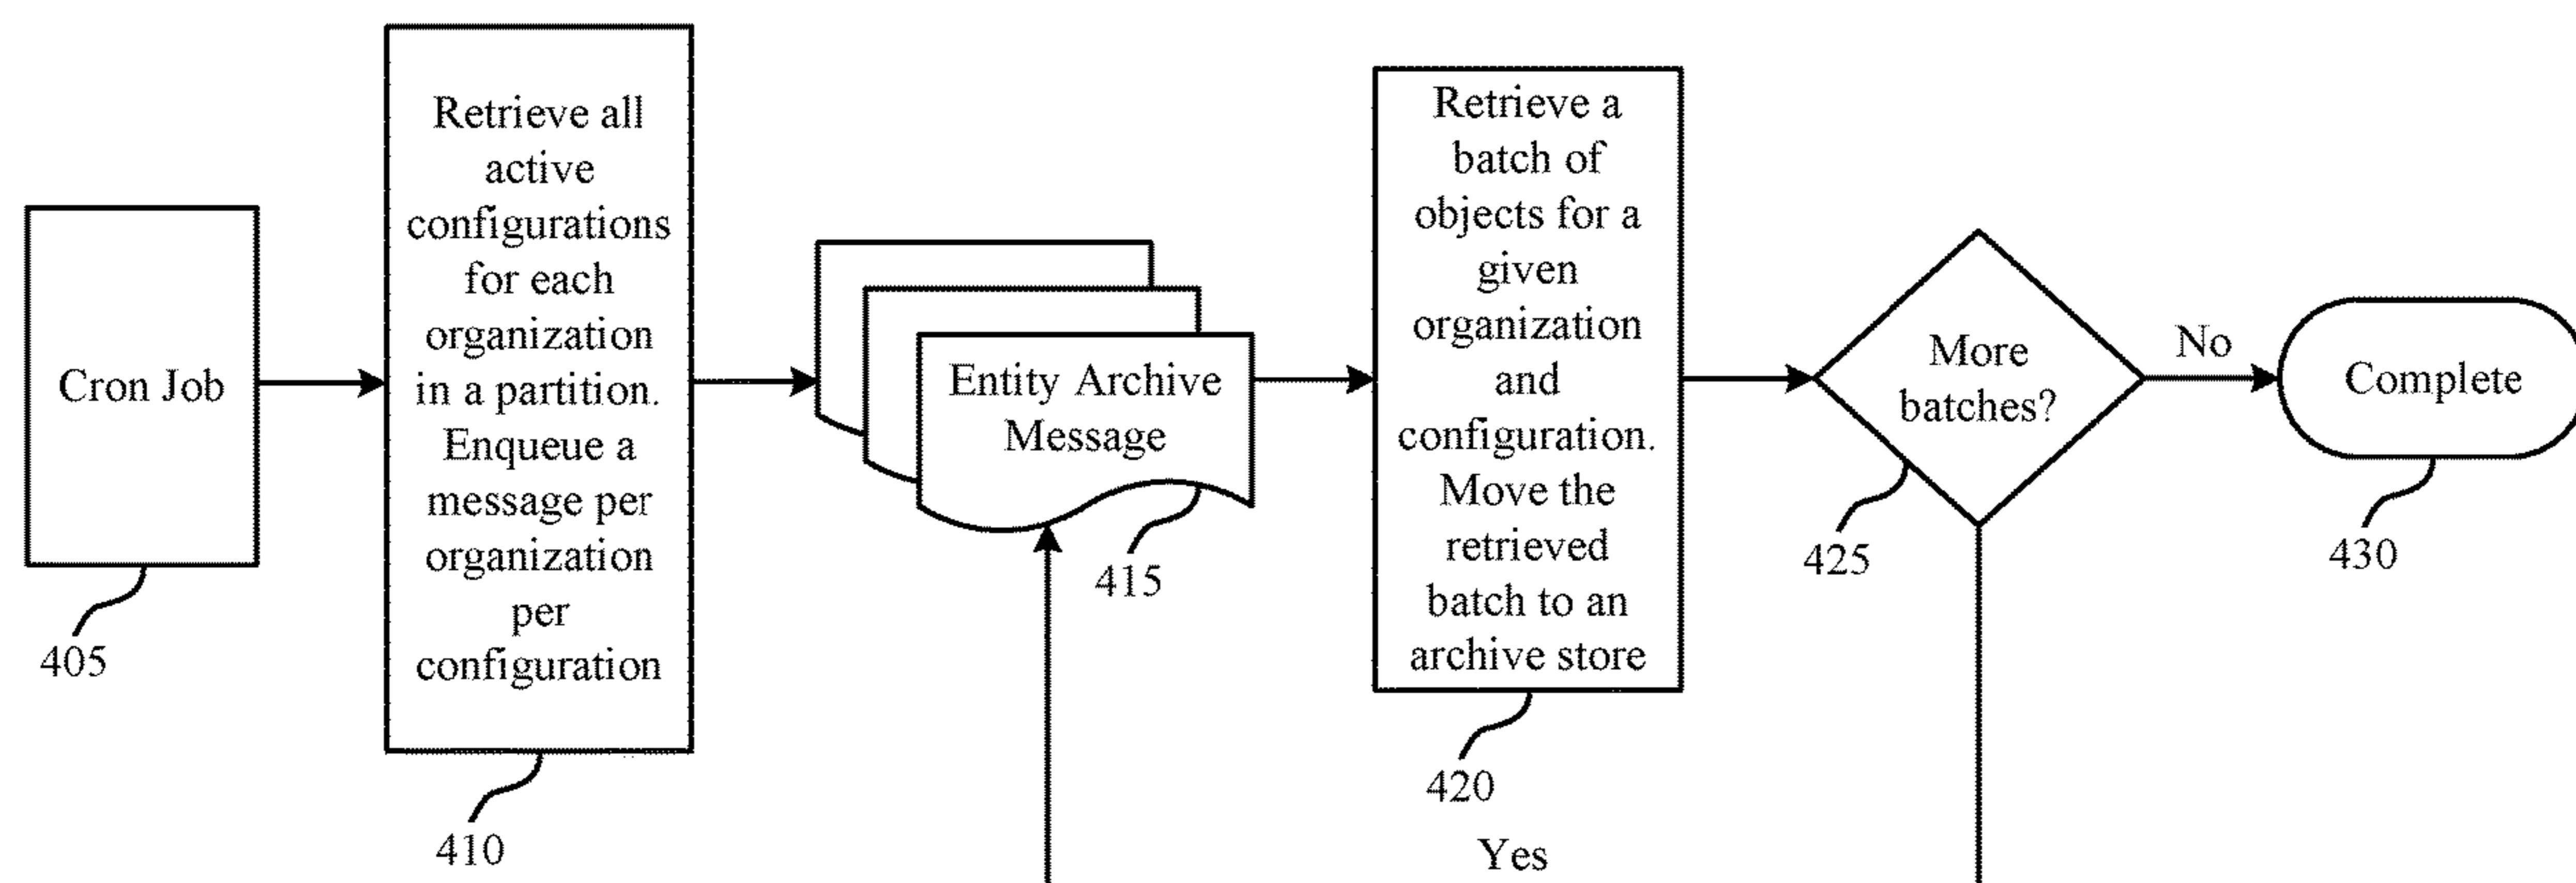 Cron Job
405
Retrieve all
active
configurations
for each
organization
in a partition.
Enqueue a
message per
organization
per
configuration
410
Entity Archive
Message
415
Retrieve a
batch of
objects for a
given
organization
and
configuration.
Move the
retrieved
batch to an
archive store
420
More
batches?
425
No
Complete
430
Yes